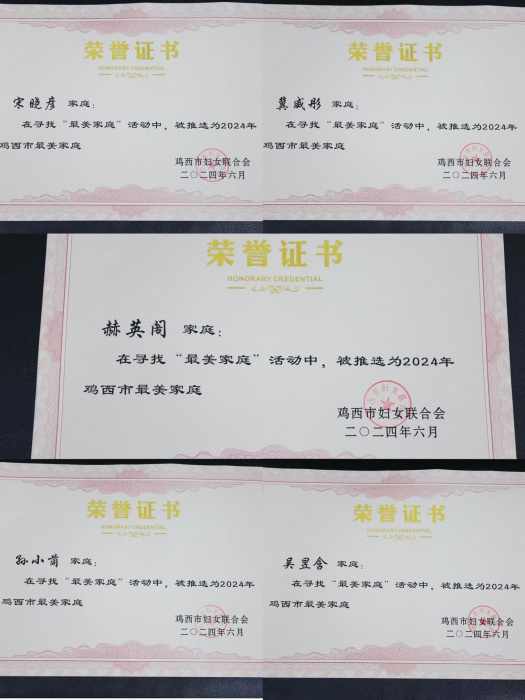 荣誉证书
HONORARY CREDENTIAL
宋晓彦 家庭：
在寻找“最美家庭”活动中，被推选为2024年
鸡西市最美家庭
鸡西市妇女联合会
二〇二四年六月
荣誉证书
HONORARY CREDENTIAL
龚威彤 家庭：
在寻找“最美家庭”活动中，被推选为2024年
鸡西市最美家庭
鸡西市妇女联合会
二〇二四年六月
荣誉证书
HONORARY CREDENTIAL
赫英阁 家庭：
在寻找“最美家庭”活动中，被推选为2024年
鸡西市最美家庭
鸡西市妇女联合会
二〇二四年六月
荣誉证书
HONORARY CREDENTIAL
孙小茼 家庭：
在寻找“最美家庭”活动中，被推选为2024年
鸡西市最美家庭
鸡西市妇女联合会
二〇二四年六月
荣誉证书
HONORARY CREDENTIAL
吴昱含 家庭：
在寻找“最美家庭”活动中，被推选为2024年
鸡西市最美家庭
鸡西市妇女联合会
二〇二四年六月